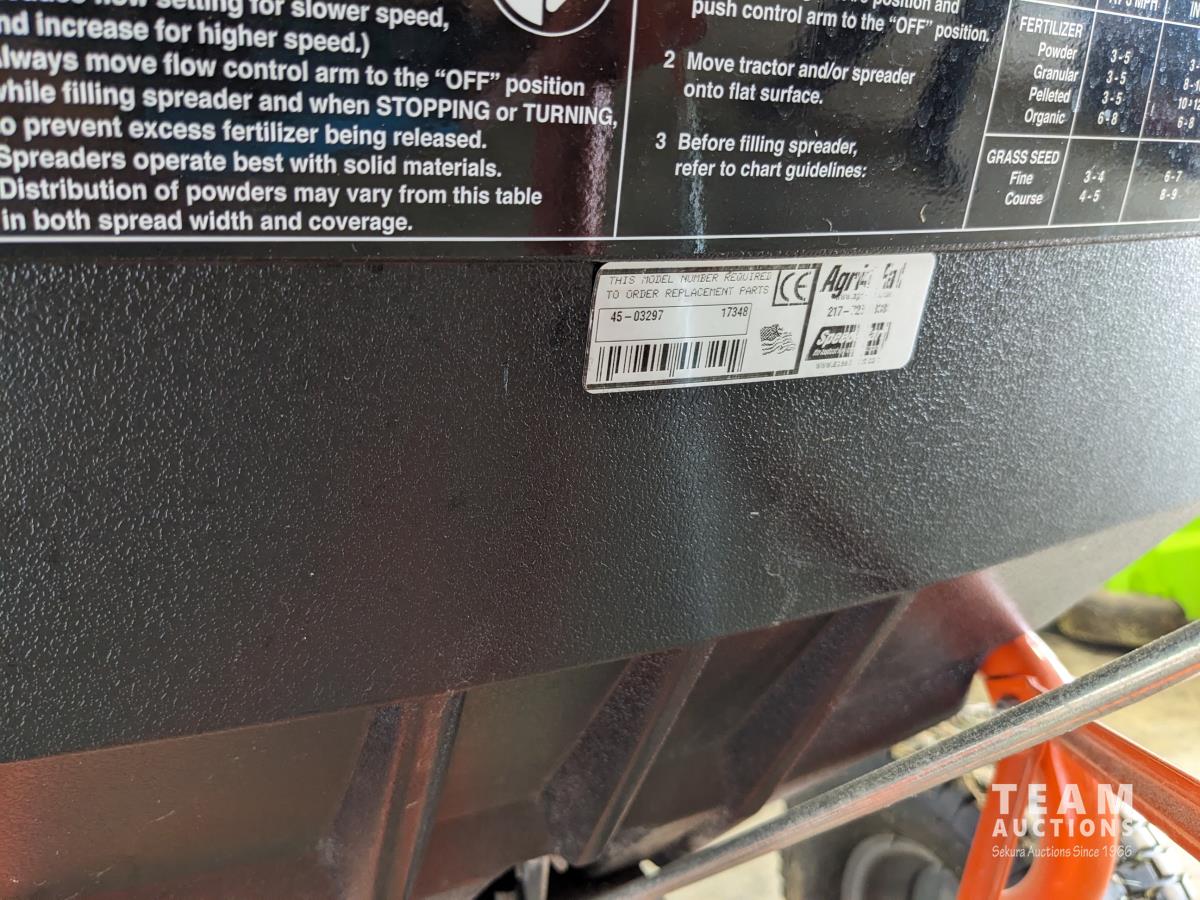 setting for slower speed,
and increase for higher speed.)
Always move flow control arm to the “OFF” position
while filling spreader and when STOPPING or TURNING,
to prevent excess fertilizer being released.
Spreaders operate best with solid materials.
Distribution of powders may vary from this table
in both spread width and coverage.
position and
push control arm to the “OFF” position.
2 Move tractor and/or spreader
onto flat surface.
3 Before filling spreader,
refer to chart guidelines:
MPH
FERTILIZER
Powder 3-5
Granular 3-5
Pelleted 3-5
Organic 6-8 6-8
GRASS SEED
Fine 3-4 6-7
Course 4-5 8-9
THIS MODEL NUMBER REQUIRED
TO ORDER REPLACEMENT PARTS
45-03297 17348
CE
217-
TEAM
AUCTIONS
Sekura Auctions Since 1966